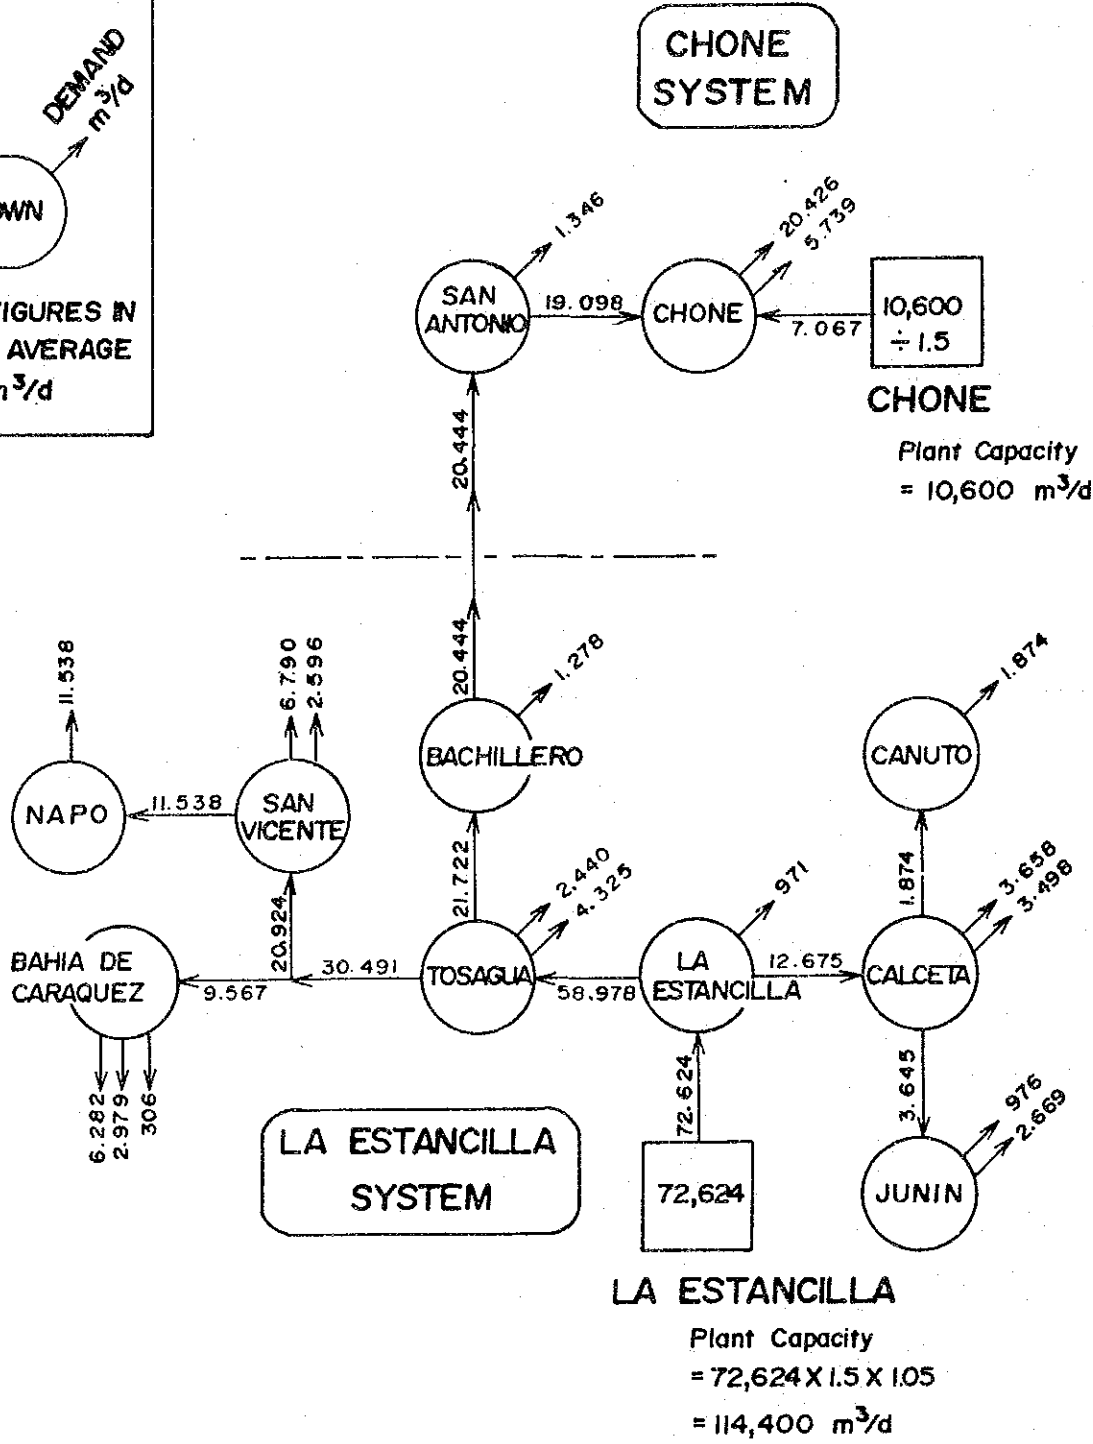 DEMAND
m³/d
CHONE
SYSTEM
IN
AVERAGE
1.346
20.426
5.739
SAN
ANTONIO
19.098
CHONE
7.067
10,600
÷ 1.5
CHONE
Plant Capacity
= 10,600 m³/d
20.444
20.444
11.538
6.790
2.596
1.278
1.874
BACHILLERO
CANUTO
NAPO
11.538
SAN
VICENTE
21.722
2.440
4.325
971
1.874
3.658
3.498
20.924
BAHIA DE
CARAQUEZ
9.567
30.491
TOSAGUA
58.978
LA
ESTANCILLA
12.675
CALCETA
6.282
2.979
306
72.624
3.645
976
2.669
LA ESTANCILLA
SYSTEM
72,624
JUNIN
LA ESTANCILLA
Plant Capacity
= 72,624 X 1.5 X 1.05
= 114,400 m³/d